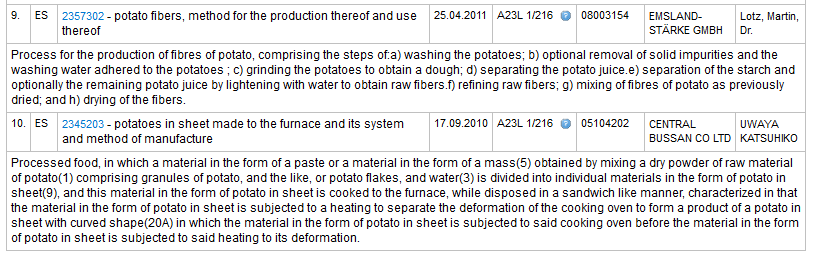 9. ES 2357302 - potato fibers, method for the production thereof and use 25.04.2011 A23L 1/216 ? 08003154 EMSLAND- Lotz, Martin,
thereof STÄRKE GMBH Dr.
Process for the production of fibres of potato, comprising the steps of:a) washing the potatoes; b) optional removal of solid impurities and the
washing water adhered to the potatoes ; c) grinding the potatoes to obtain a dough; d) separating the potato juice.e) separation of the starch and
optionally the remaining potato juice by lightening with water to obtain raw fibers.f) refining raw fibers; g) mixing of fibres of potato as previously
dried; and h) drying of the fibers.
10. ES 2345203 - potatoes in sheet made to the furnace and its system 17.09.2010 A23L 1/216 ? 05104202 CENTRAL UWAYA
and method of manufacture BUSSAN CO LTD KATSUHIKO
Processed food, in which a material in the form of a paste or a material in the form of a mass(5) obtained by mixing a dry powder of raw material
of potato(1) comprising granules of potato, and the like, or potato flakes, and water(3) is divided into individual materials in the form of potato in
sheet(9), and this material in the form of potato in sheet is cooked to the furnace, while disposed in a sandwich like manner, characterized in that
the material in the form of potato in sheet is subjected to a heating to separate the deformation of the cooking oven to form a product of a potato in
sheet with curved shape(20A) in which the material in the form of potato in sheet is subjected to said cooking oven before the material in the form
of potato in sheet is subjected to said heating to its deformation.